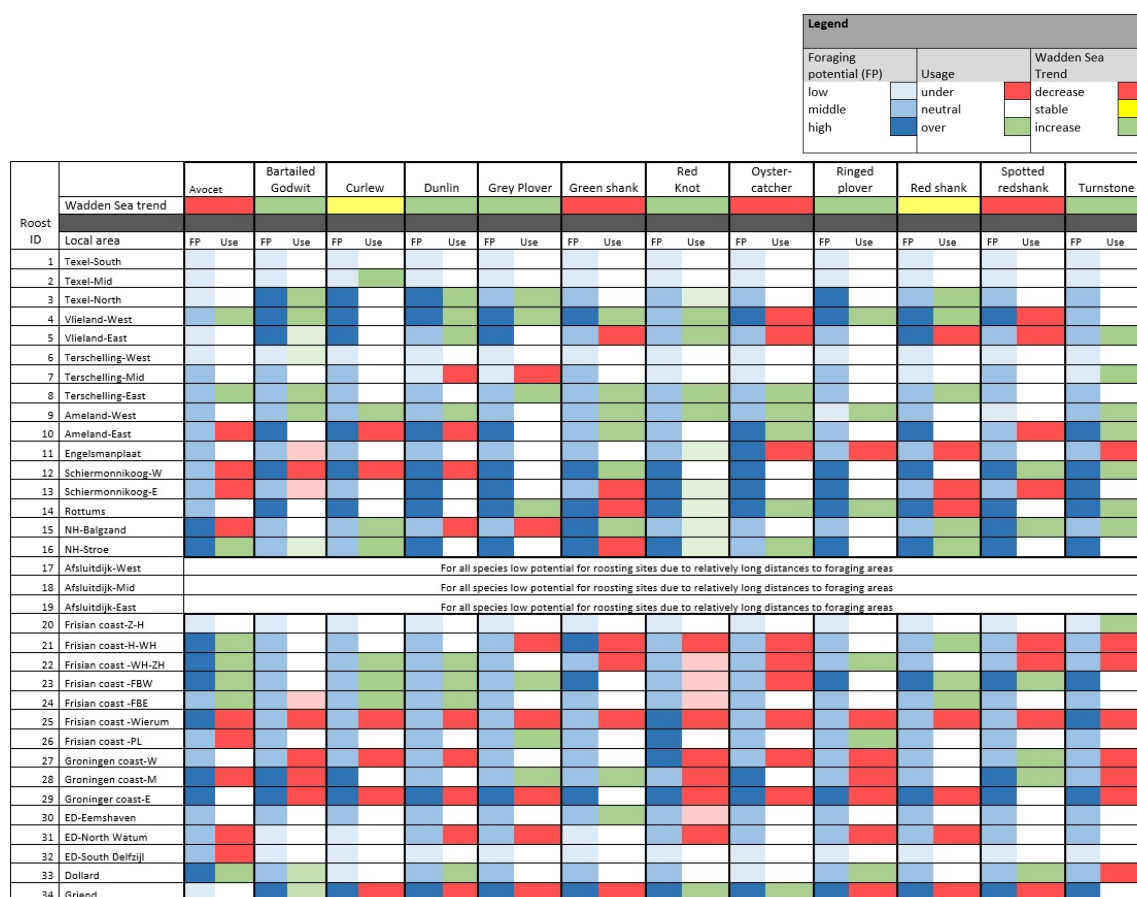 Legend
Foraging potential (FP) Usage Wadden Sea Trend
low under decrease
middle neutral stable
high over increase
Roost ID Avocet Bartailed Godwit Curlew Dunlin Grey Plover Green shank Red Knot Oyster-catcher Ringed plover Red shank Spotted redshank Turnstone
Wadden Sea trend
Local area FP Use FP Use FP Use FP Use FP Use FP Use FP Use FP Use FP Use FP Use FP Use FP Use
1 Texel-South
2 Texel-Mid
3 Texel-North
4 Vlieland-West
5 Vlieland-East
6 Terschelling-West
7 Terschelling-Mid
8 Terschelling-East
9 Ameland-West
10 Ameland-East
11 Engelsmanplaat
12 Schiermonnikoog-W
13 Schiermonnikoog-E
14 Rottums
15 NH-Balgzand
16 NH-Stroe
17 Afsluitdijk-West For all species low potential for roosting sites due to relatively long distances to foraging areas
18 Afsluitdijk-Mid For all species low potential for roosting sites due to relatively long distances to foraging areas
19 Afsluitdijk-East For all species low potential for roosting sites due to relatively long distances to foraging areas
20 Frisian coast-Z-H
21 Frisian coast-H-WH
22 Frisian coast -WH-ZH
23 Frisian coast -FBW
24 Frisian coast -FBE
25 Frisian coast -Wierum
26 Frisian coast -PL
27 Groningen coast-W
28 Groningen coast-M
29 Groninger coast-E
30 ED-Eemshaven
31 ED-North Watum
32 ED-South Delfzijl
33 Dollard
34 Griend